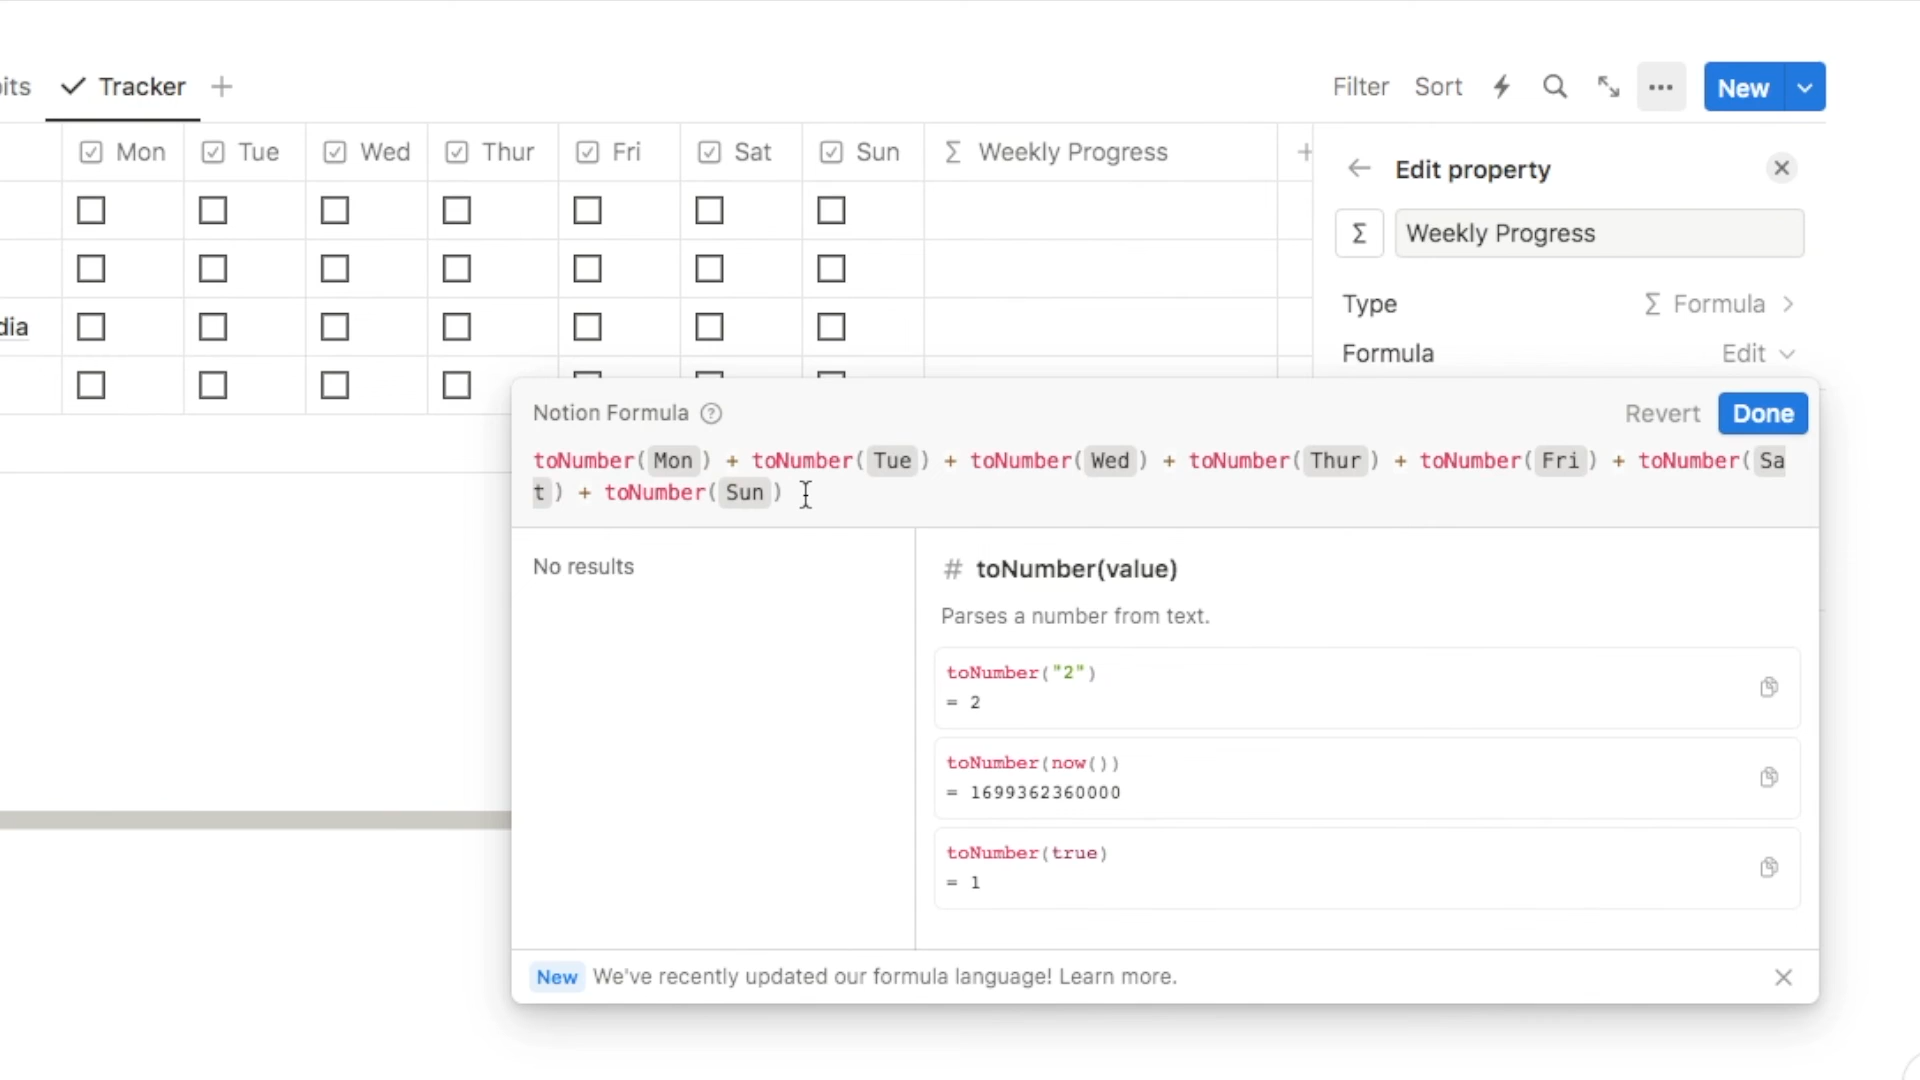 its Tracker + Filter Sort New
Mon Tue Wed Thur Fri Sat Sun Σ Weekly Progress +
Edit property
Σ Weekly Progress
Type Σ Formula
dia
Formula Edit
Notion Formula ? Revert Done
toNumber(Mon) + toNumber(Tue) + toNumber(Wed) + toNumber(Thur) + toNumber(Fri) + toNumber(Sa
t) + toNumber(Sun)
No results
# toNumber(value)
Parses a number from text.
toNumber("2")
= 2
toNumber(now())
= 1699362360000
toNumber(true)
= 1
New We've recently updated our formula language! Learn more.